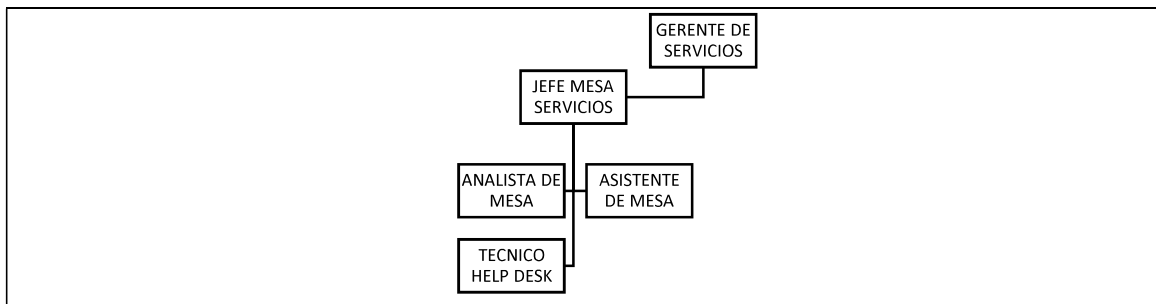 GERENTE DE
SERVICIOS
JEFE MESA
SERVICIOS
ANALISTA DE
MESA
ASISTENTE
DE MESA
TECNICO
HELP DESK